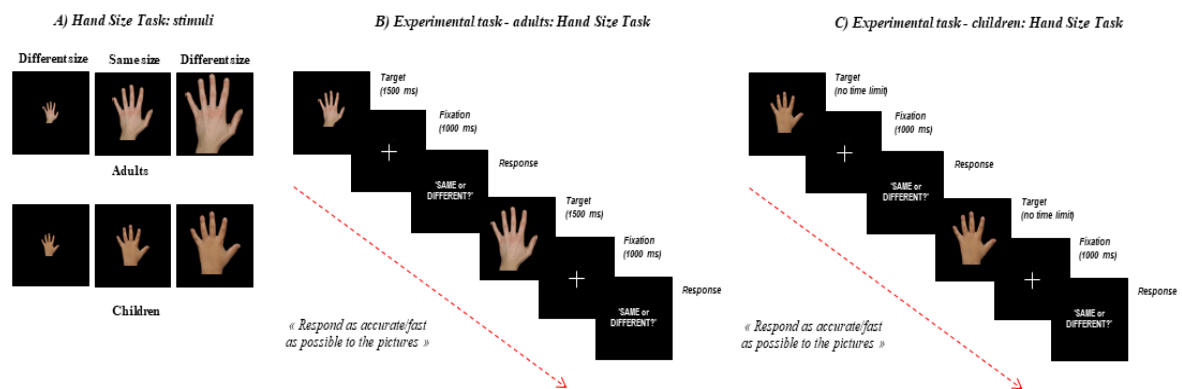 A) Hand Size Task: stimuli
Different size
Same size
Different size
Adults
Children
B) Experimental task - adults: Hand Size Task
Target
(1500 ms)
Fixation
(1000 ms)
'SAME or
DIFFERENT?'
Response
Target
(1500 ms)
Fixation
(1000 ms)
'SAME or
DIFFERENT?'
Response
« Respond as accurate/fast
as possible to the pictures »
C) Experimental task - children: Hand Size Task
Target
(no time limit)
Fixation
(1000 ms)
'SAME or
DIFFERENT?'
Response
Target
(no time limit)
Fixation
(1000 ms)
'SAME or
DIFFERENT?'
Response
« Respond as accurate/fast
as possible to the pictures »